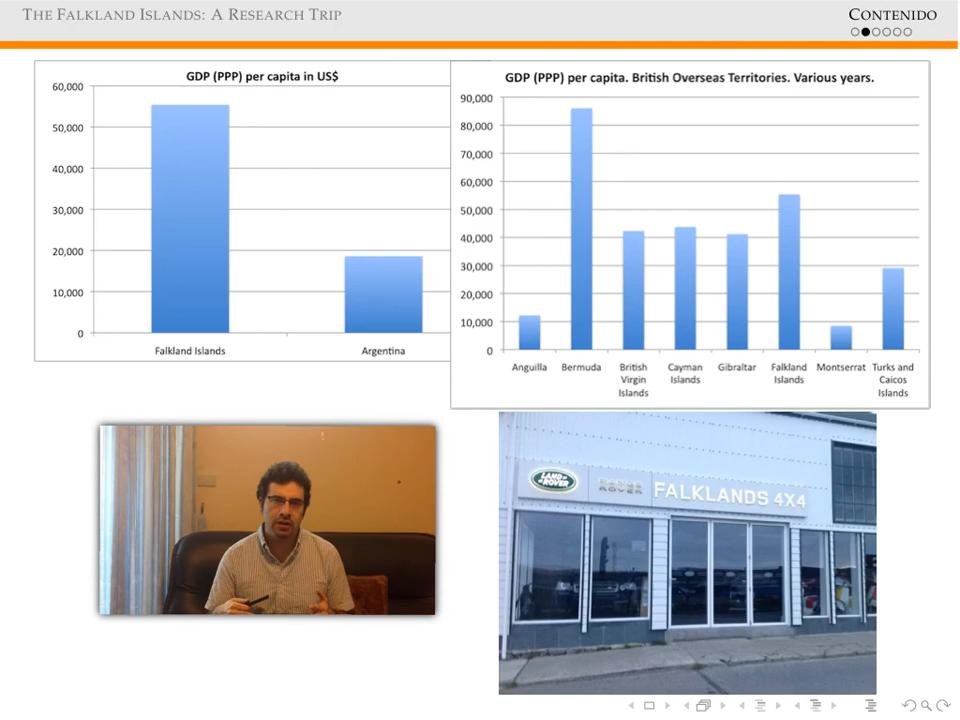 THE FALKLAND ISLANDS: A RESEARCH TRIP
CONTENIDO
GDP (PPP) per capita in US$
60,000
50,000
40,000
30,000
20,000
10,000
0
Falkland Islands
Argentina
GDP (PPP) per capita. British Overseas Territories. Various years.
90,000
80,000
70,000
60,000
50,000
40,000
30,000
20,000
10,000
0
Anguilla
Bermuda
British
Virgin
Islands
Cayman
Islands
Gibraltar
Falkland
Islands
Montserrat
Turks and
Caicos
Islands
LAND
ROVER
ROVER
FALKLANDS 4X4